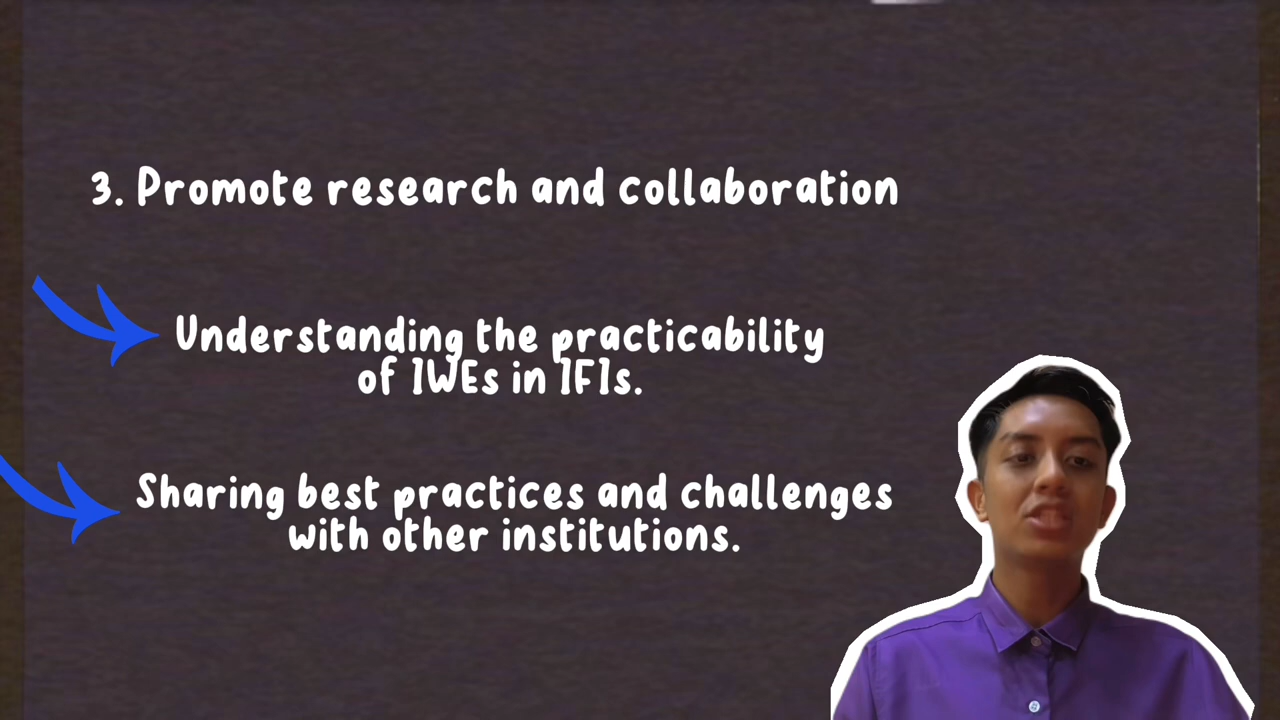 3. Promote research and collaboration
Understanding the practicability
of IWEs in IFIs.
Sharing best practices and challenges
with other institutions.